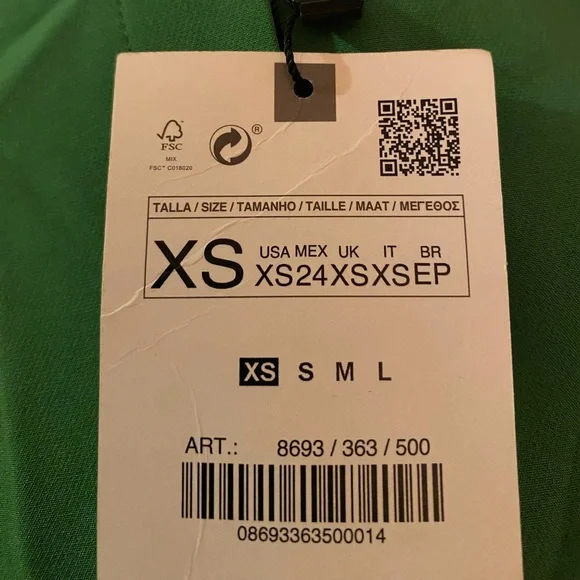 ®
FSC
MIX
FSC™ C018020
TALLA / SIZE / TAMANHO / TAILLE / MAAT / ΜΕΓΕΘΟΣ
XS
USA MEX UK IT BR
XS 24 XS XS EP
XS S M L
ART.: 8693 / 363 / 500
08693363500014